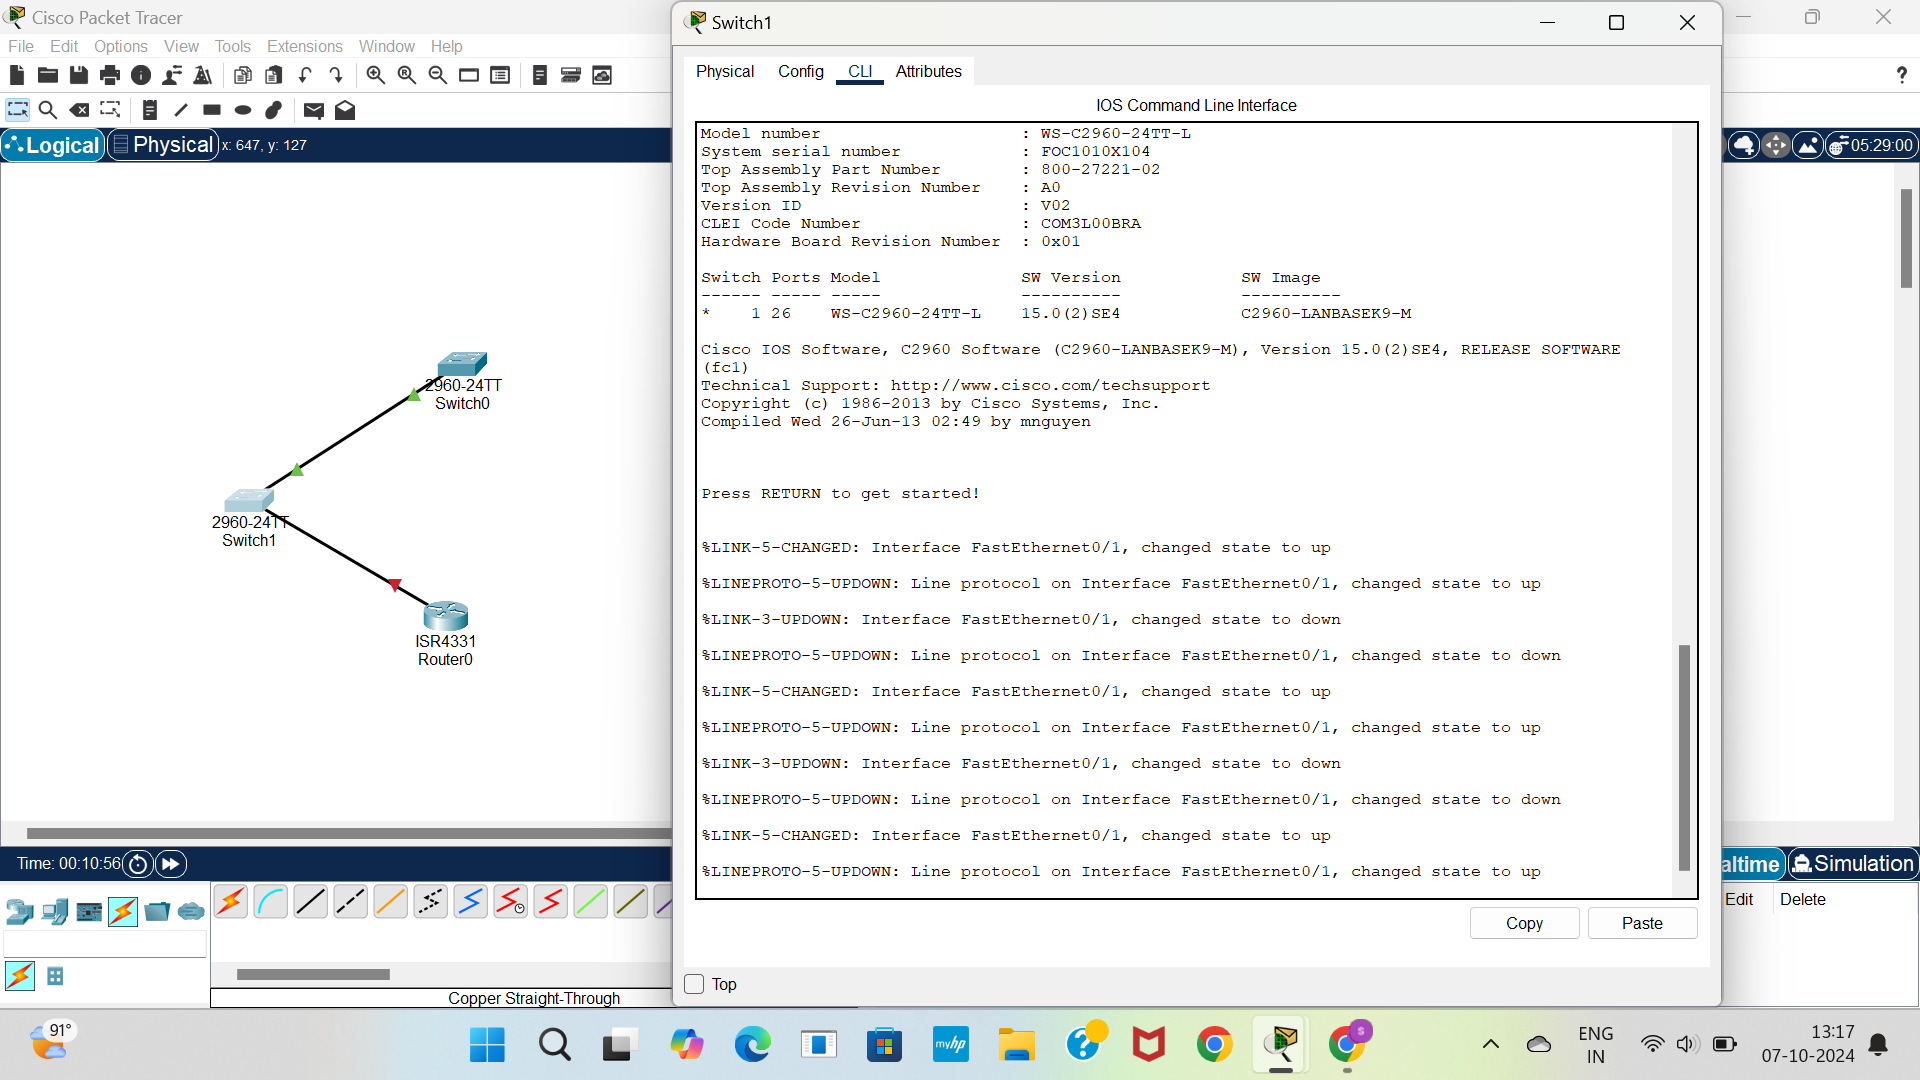 Cisco Packet Tracer
File Edit Options View Tools Extensions Window Help
?
Logical Physical x: 647, y: 127
05:29:00
2960-24TT
Switch0
2960-24TT
Switch1
ISR4331
Router0
Time: 00:10:56
Copper Straight-Through
Switch1
Physical Config CLI Attributes
IOS Command Line Interface
Model number : WS-C2960-24TT-L
System serial number : FOC1010X104
Top Assembly Part Number : 800-27221-02
Top Assembly Revision Number : A0
Version ID : V02
CLEI Code Number : COM3L00BRA
Hardware Board Revision Number : 0x01
Switch Ports Model SW Version SW Image
------ ----- ----- ---------- ----------
* 1 26 WS-C2960-24TT-L 15.0(2)SE4 C2960-LANBASEK9-M
Cisco IOS Software, C2960 Software (C2960-LANBASEK9-M), Version 15.0(2)SE4, RELEASE SOFTWARE
(fc1)
Technical Support: http://www.cisco.com/techsupport
Copyright (c) 1986-2013 by Cisco Systems, Inc.
Compiled Wed 26-Jun-13 02:49 by mnguyen
Press RETURN to get started!
%LINK-5-CHANGED: Interface FastEthernet0/1, changed state to up
%LINEPROTO-5-UPDOWN: Line protocol on Interface FastEthernet0/1, changed state to up
%LINK-3-UPDOWN: Interface FastEthernet0/1, changed state to down
%LINEPROTO-5-UPDOWN: Line protocol on Interface FastEthernet0/1, changed state to down
%LINK-5-CHANGED: Interface FastEthernet0/1, changed state to up
%LINEPROTO-5-UPDOWN: Line protocol on Interface FastEthernet0/1, changed state to up
%LINK-3-UPDOWN: Interface FastEthernet0/1, changed state to down
%LINEPROTO-5-UPDOWN: Line protocol on Interface FastEthernet0/1, changed state to down
%LINK-5-CHANGED: Interface FastEthernet0/1, changed state to up
%LINEPROTO-5-UPDOWN: Line protocol on Interface FastEthernet0/1, changed state to up
Copy Paste
Top
altime Simulation
Edit Delete
91°
myhp
S
ENG
IN
13:17
07-10-2024